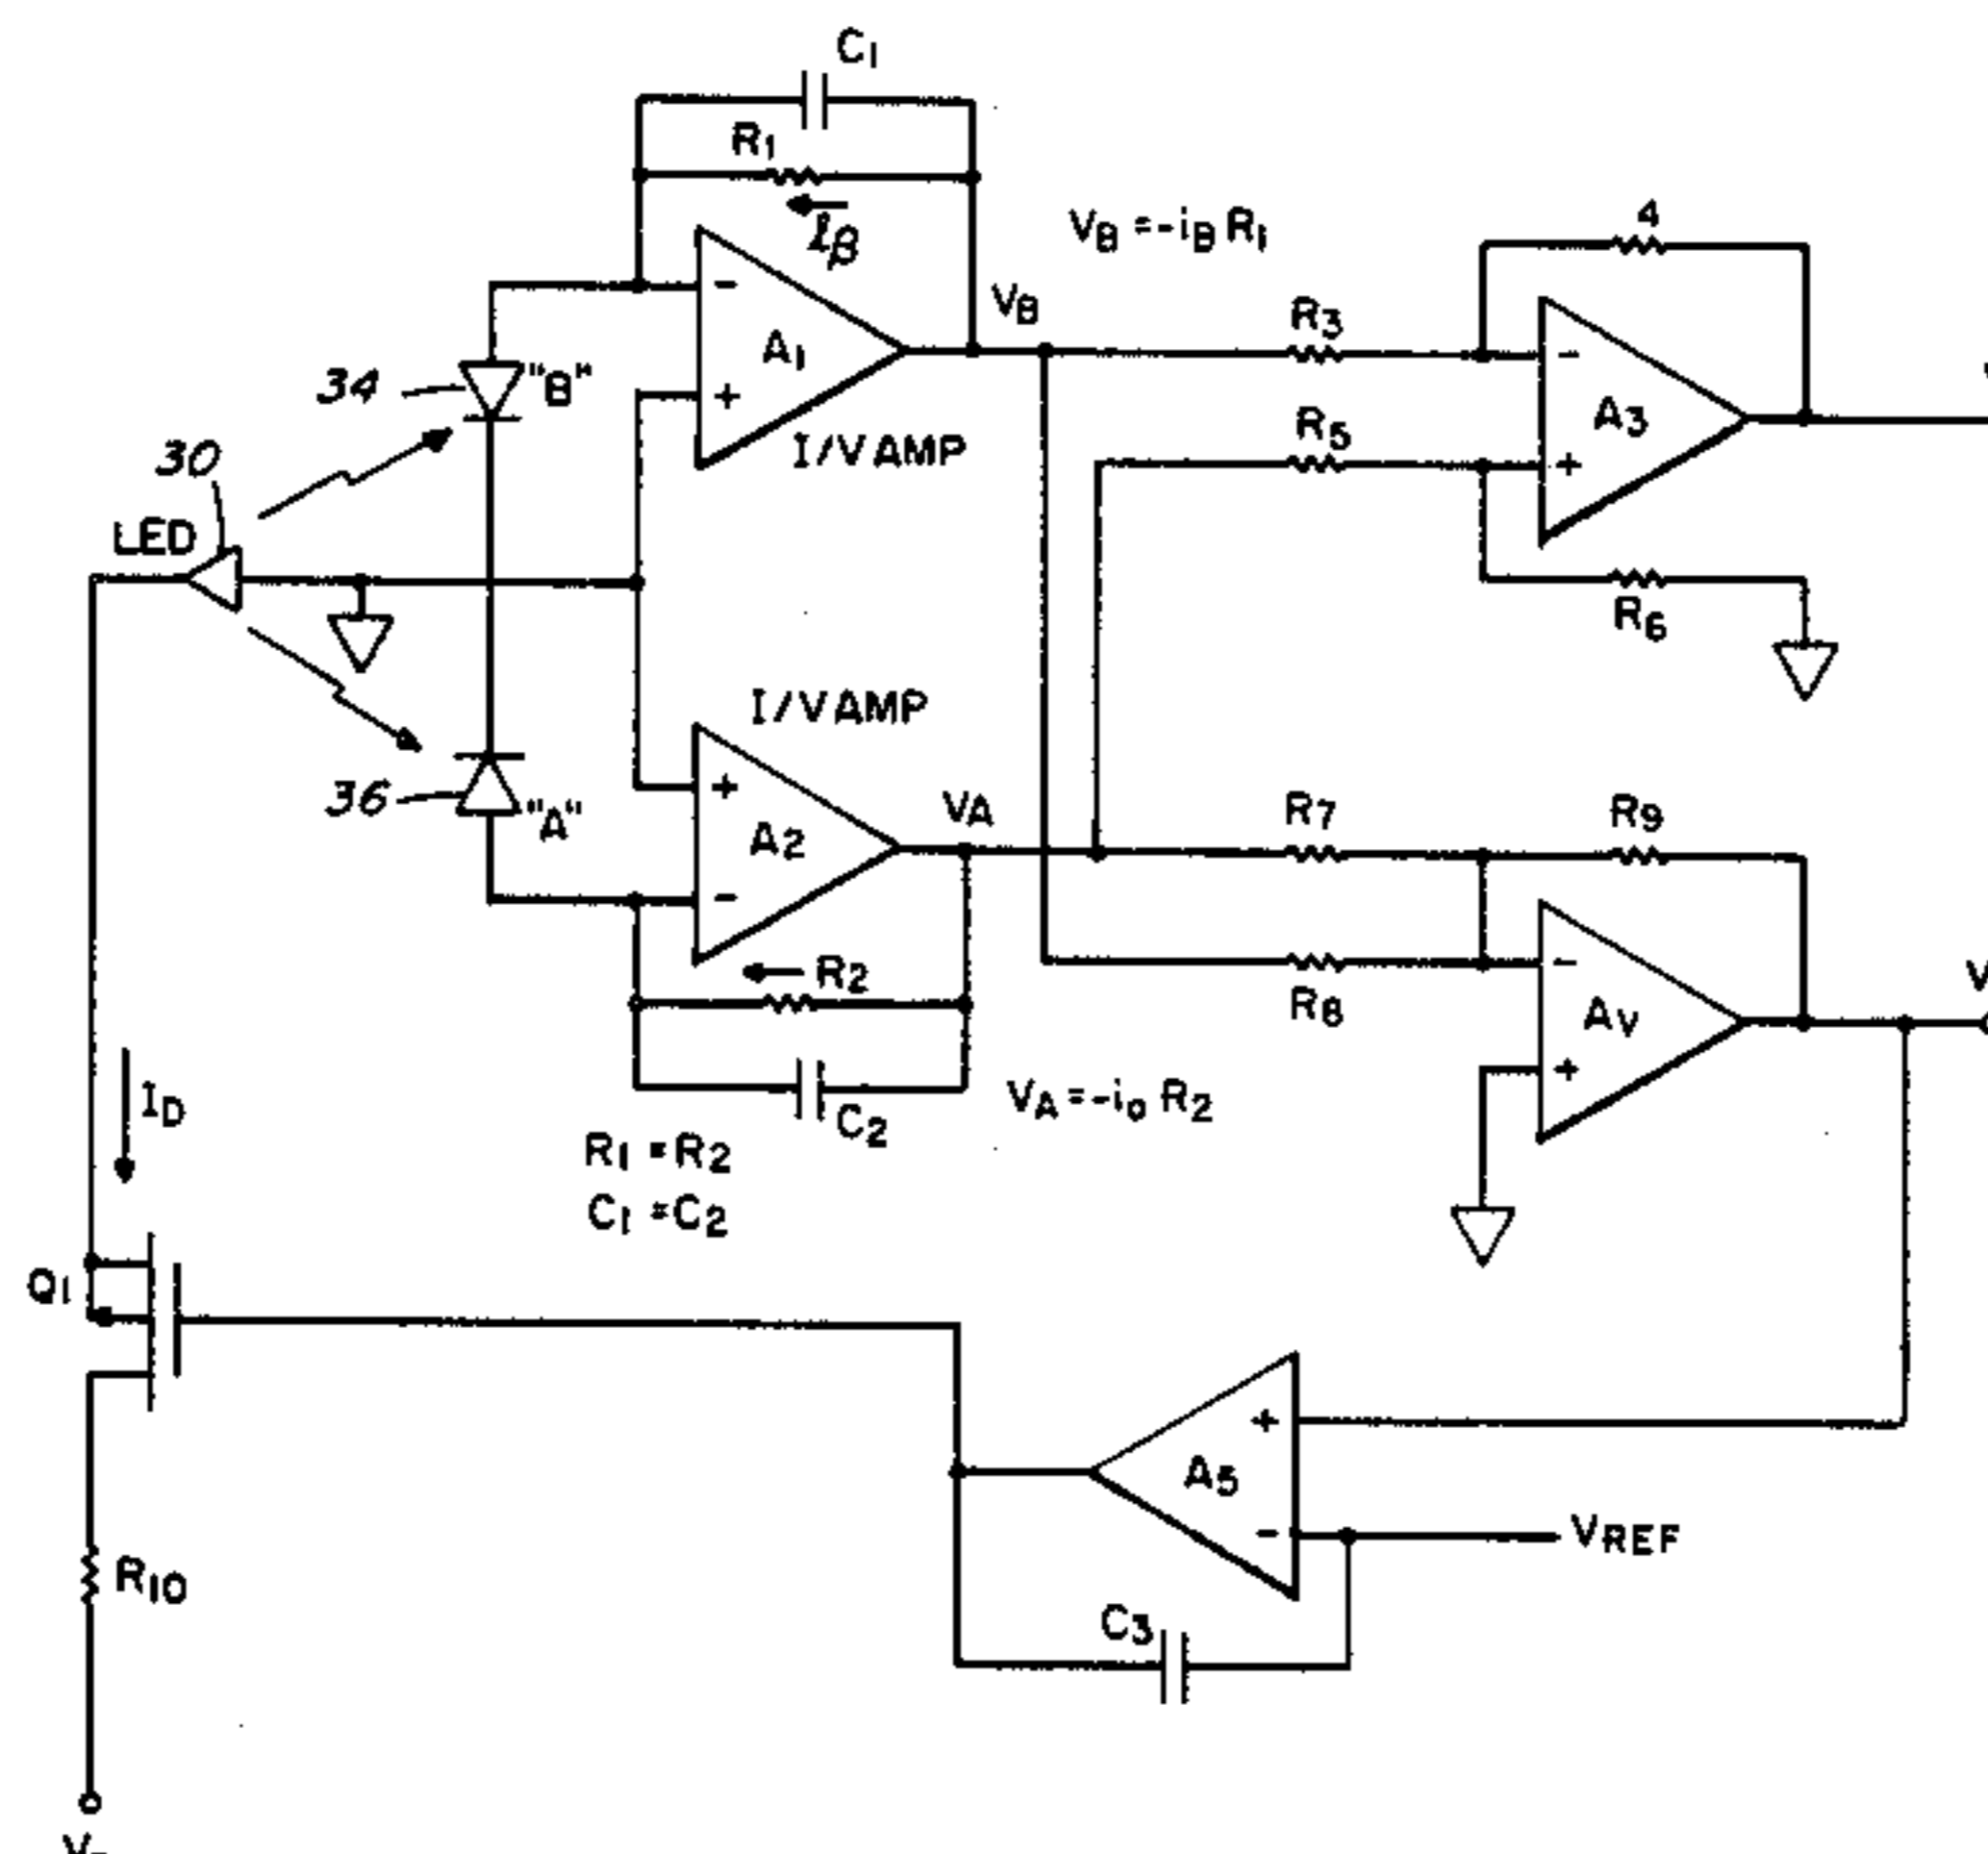 C1
R1
iβ
VB = -iB R1
4
- A1 +
VB
R3
- A3 +
34
"B"
R5
I/V AMP
30
LED
R6
I/V AMP
+ A2 -
VA
R7
R9
36
"A"
R2
R8
- AV +
V
ID
VA = -io R2
C2
R1 = R2
C1 = C2
Q1
+ A5 -
VREF
R10
C3